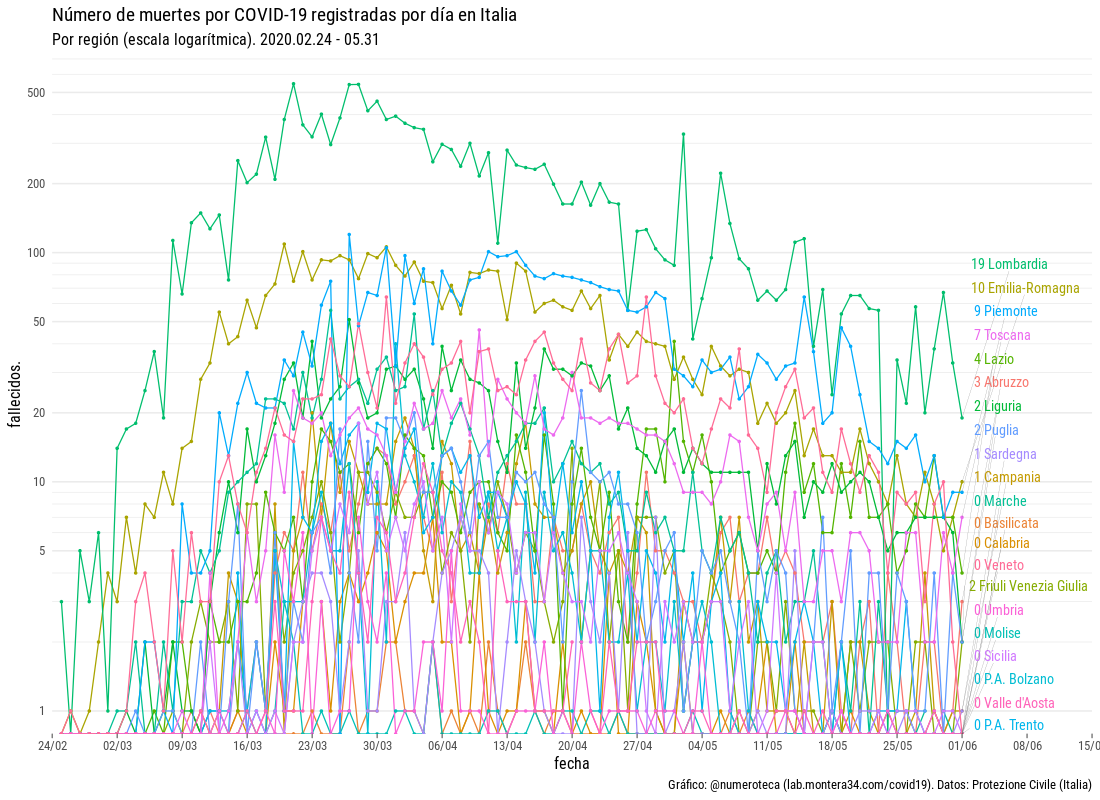 Número de muertes por COVID-19 registradas por día en Italia
Por región (escala logarítmica). 2020.02.24 - 05.31
fallecidos.
500
200
100
50
20
10
5
1
19 Lombardia
10 Emilia-Romagna
9 Piemonte
7 Toscana
4 Lazio
3 Abruzzo
2 Liguria
2 Puglia
1 Sardegna
1 Campania
0 Marche
0 Basilicata
0 Calabria
0 Veneto
2 Friuli Venezia Giulia
0 Umbria
0 Molise
0 Sicilia
0 P.A. Bolzano
0 Valle d'Aosta
0 P.A. Trento
24/02 02/03 09/03 16/03 23/03 30/03 06/04 13/04 20/04 27/04 04/05 11/05 18/05 25/05 01/06 08/06 15/0
fecha
Gráfico: @numeroteca (lab.montera34.com/covid19). Datos: Protezione Civile (Italia)